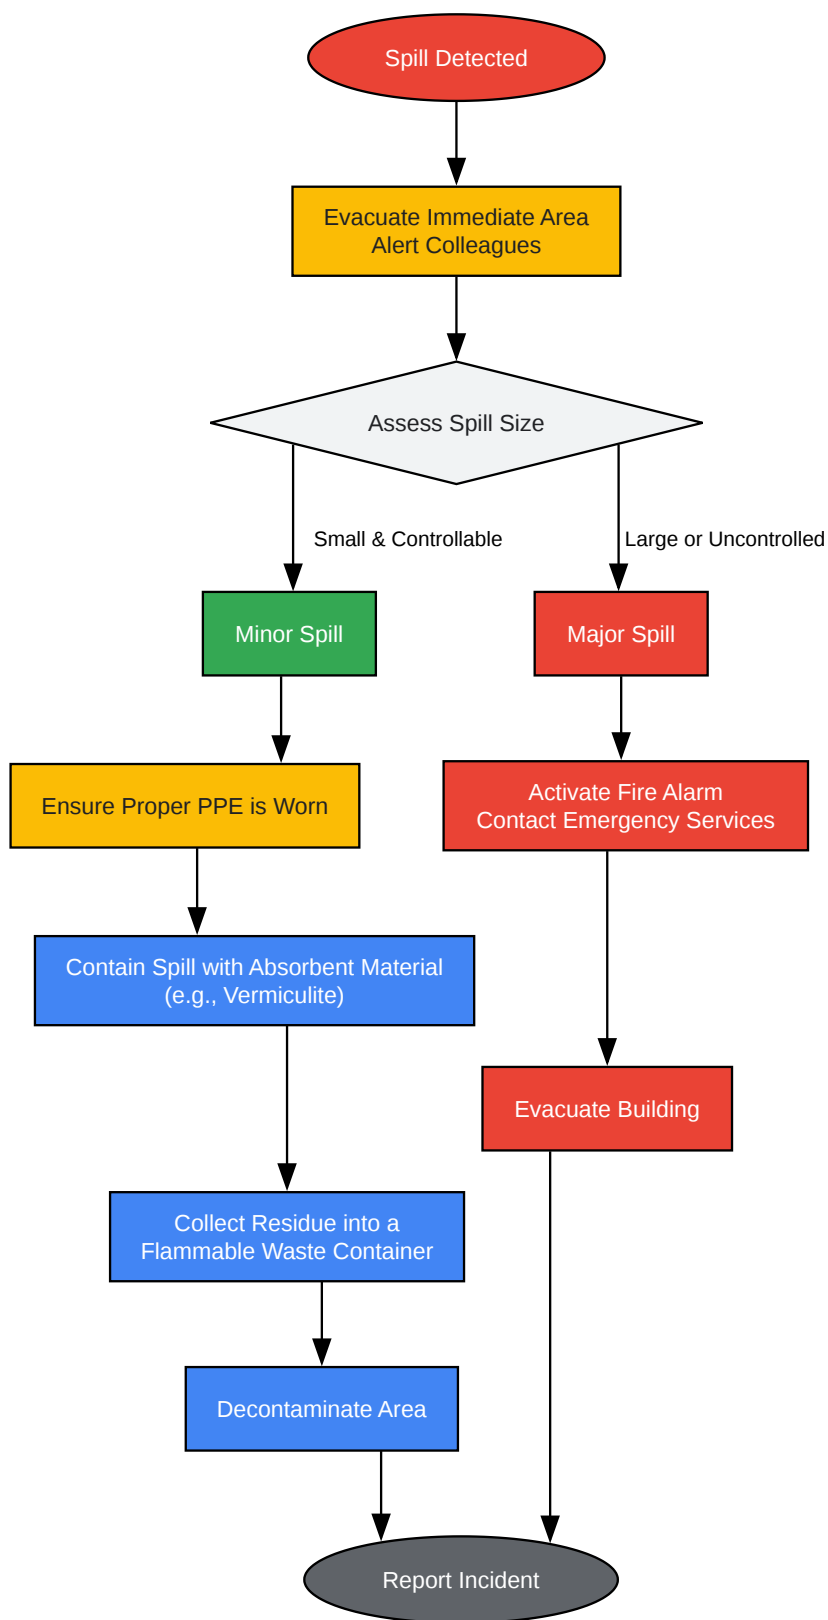 Spill Detected
Evacuate Immediate Area
Alert Colleagues
Assess Spill Size
Small & Controllable
Large or Uncontrolled
Minor Spill
Major Spill
Ensure Proper PPE is Worn
Activate Fire Alarm
Contact Emergency Services
Contain Spill with Absorbent Material
(e.g., Vermiculite)
Evacuate Building
Collect Residue into a
Flammable Waste Container
Decontaminate Area
Report Incident